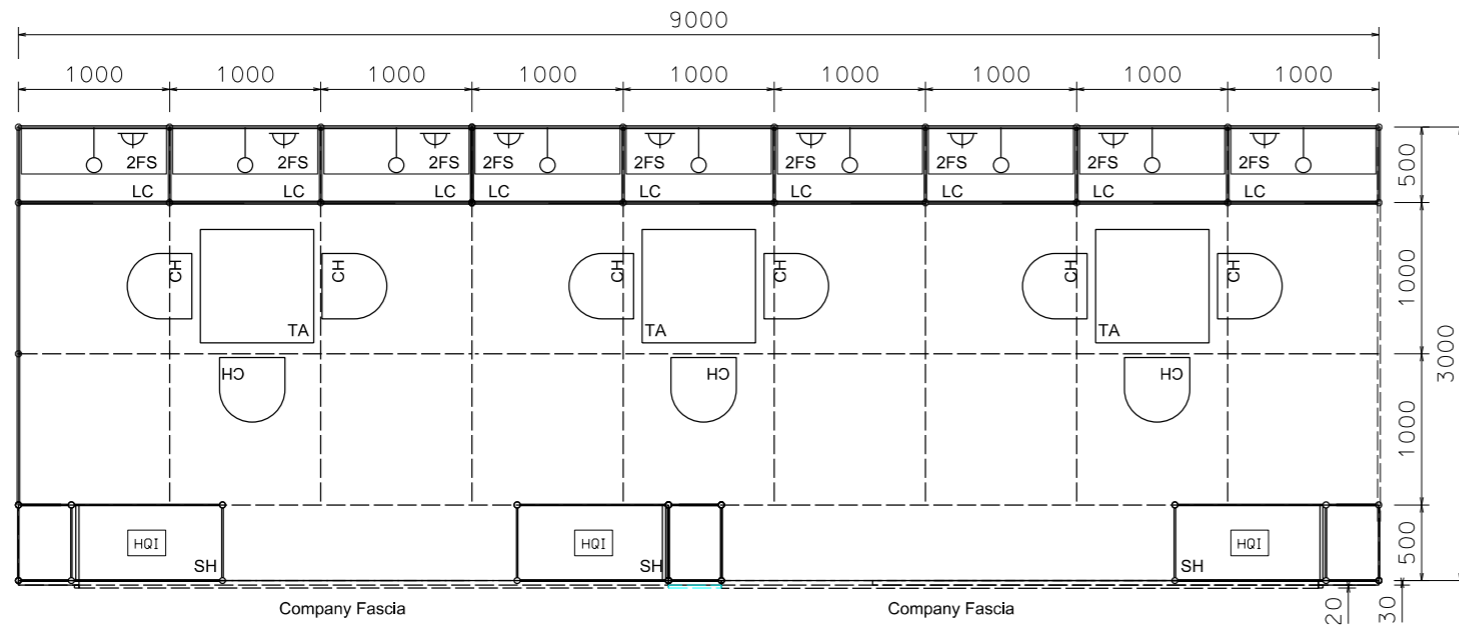 9000
1000 1000 1000 1000 1000 1000 1000 1000 1000
2FS 2FS 2FS 2FS 2FS 2FS 2FS 2FS 2FS
LC LC LC LC LC LC LC LC LC
500
CH CH CH CH CH CH
1000
TA TA TA
3000
CH CH CH
1000
HQI HQI HQI
500
SH SH SH
20
30
Company Fascia Company Fascia